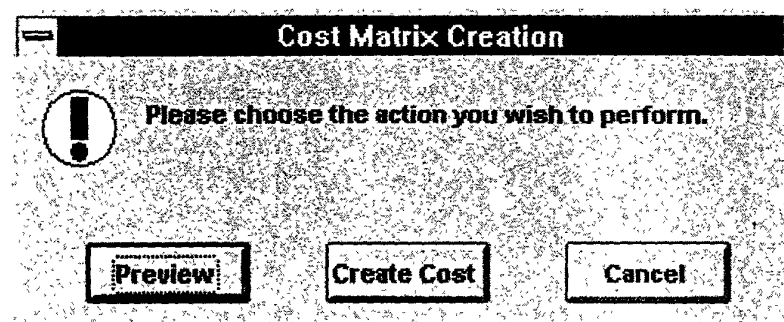 Cost Matrix Creation
Please choose the action you wish to perform.
Preview
Create Cost
Cancel